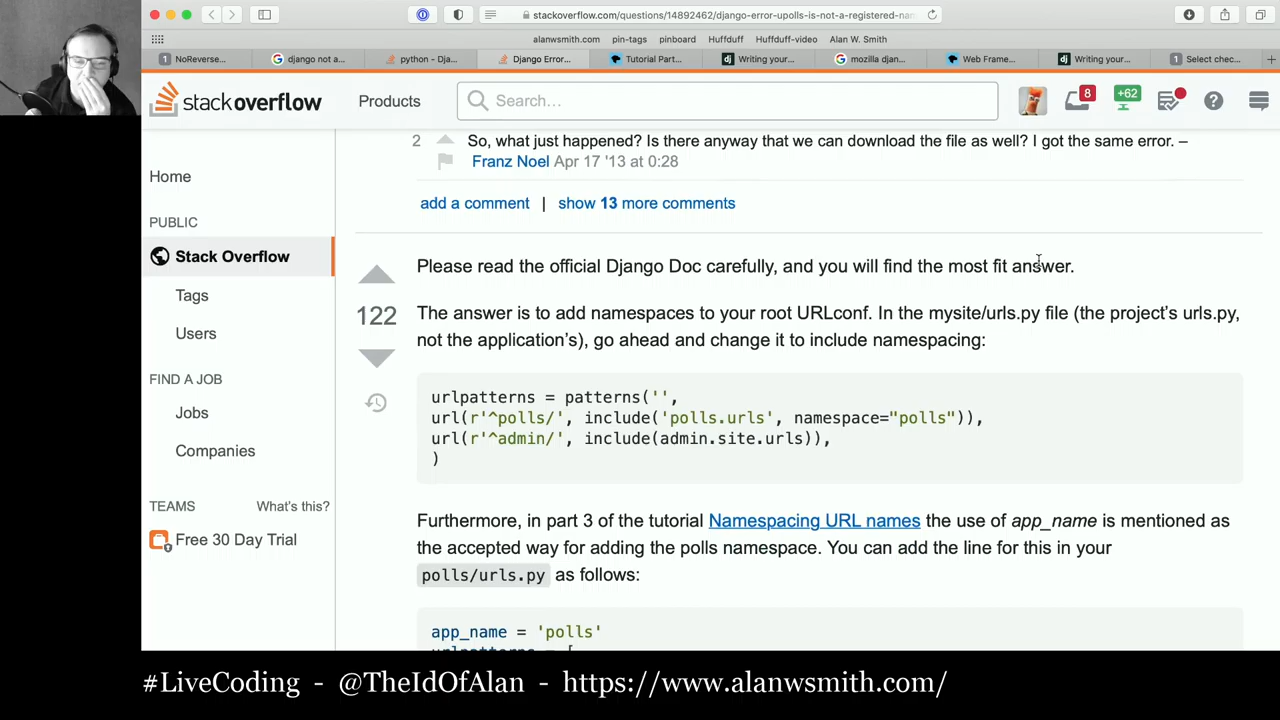 stackoverflow.com/questions/14892462/django-error-upolls-is-not-a-registered-nam
alanwsmith.com pin-tags pinboard Huffduff Huffduff-video Alan W. Smith
1 NoReverse... django not a... python - Dja... Django Error... Tutorial Part... dj Writing your... mozilla djan... Web Frame... dj Writing your... 1 Select chec...
stackoverflow Products Search... 8 +62
2 So, what just happened? Is there anyway that we can download the file as well? I got the same error. –
Franz Noel Apr 17 '13 at 0:28
add a comment | show 13 more comments
Home
PUBLIC
Stack Overflow
Tags
Users
FIND A JOB
Jobs
Companies
TEAMS What's this?
Free 30 Day Trial
122
Please read the official Django Doc carefully, and you will find the most fit answer.
The answer is to add namespaces to your root URLconf. In the mysite/urls.py file (the project's urls.py,
not the application's), go ahead and change it to include namespacing:
urlpatterns = patterns('',
url(r'^polls/', include('polls.urls', namespace="polls")),
url(r'^admin/', include(admin.site.urls)),
)
Furthermore, in part 3 of the tutorial Namespacing URL names the use of app_name is mentioned as
the accepted way for adding the polls namespace. You can add the line for this in your
polls/urls.py as follows:
app_name = 'polls'
urlpatterns = [
#LiveCoding - @TheIdOfAlan - https://www.alanwsmith.com/